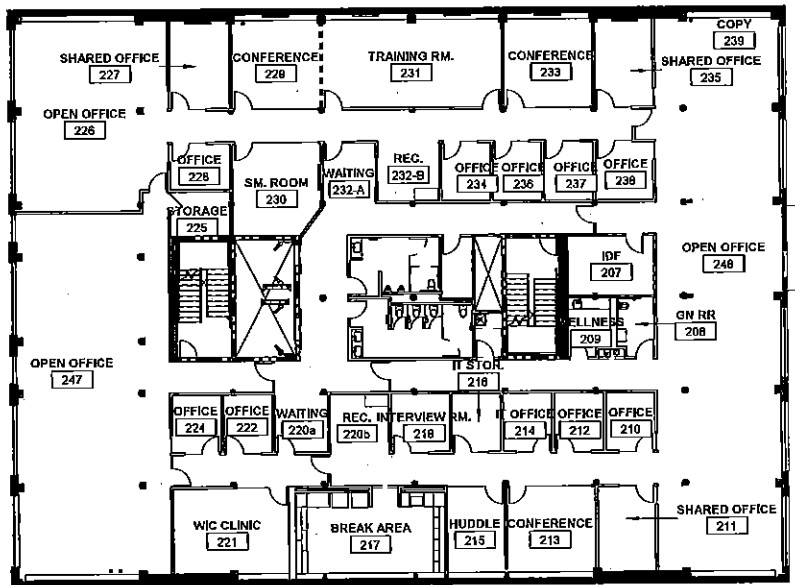 COPY
239
SHARED OFFICE
227
CONFERENCE
229
TRAINING RM.
231
CONFERENCE
233
SHARED OFFICE
235
OPEN OFFICE
226
OFFICE
228
SM. ROOM
230
WAITING
232-A
REC.
232-B
OFFICE
234
OFFICE
236
OFFICE
237
OFFICE
238
STORAGE
225
IDF
207
OPEN OFFICE
248
WELLNESS
209
GN RR
208
OPEN OFFICE
247
IT STOR.
216
OFFICE
224
OFFICE
222
WAITING
220a
REC.
220b
INTERVIEW RM.
218
IT OFFICE
214
OFFICE
212
OFFICE
210
WIC CLINIC
221
BREAK AREA
217
HUDDLE
215
CONFERENCE
213
SHARED OFFICE
211